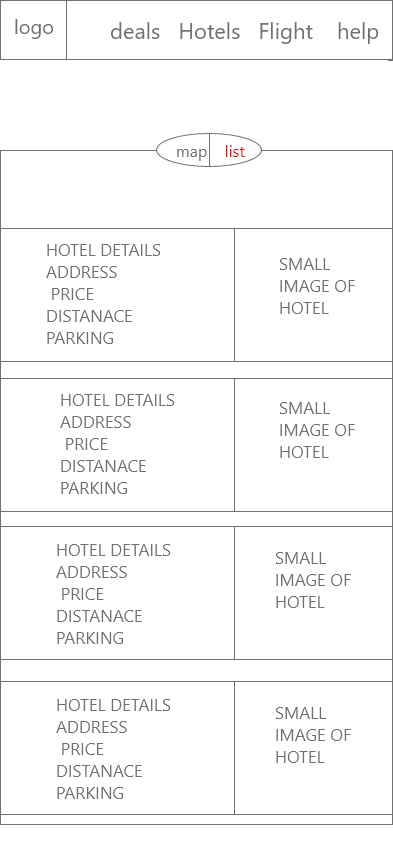 logo deals Hotels Flight help
map list
HOTEL DETAILS
ADDRESS
PRICE
DISTANACE
PARKING
SMALL
IMAGE OF
HOTEL
HOTEL DETAILS
ADDRESS
PRICE
DISTANACE
PARKING
SMALL
IMAGE OF
HOTEL
HOTEL DETAILS
ADDRESS
PRICE
DISTANACE
PARKING
SMALL
IMAGE OF
HOTEL
HOTEL DETAILS
ADDRESS
PRICE
DISTANACE
PARKING
SMALL
IMAGE OF
HOTEL